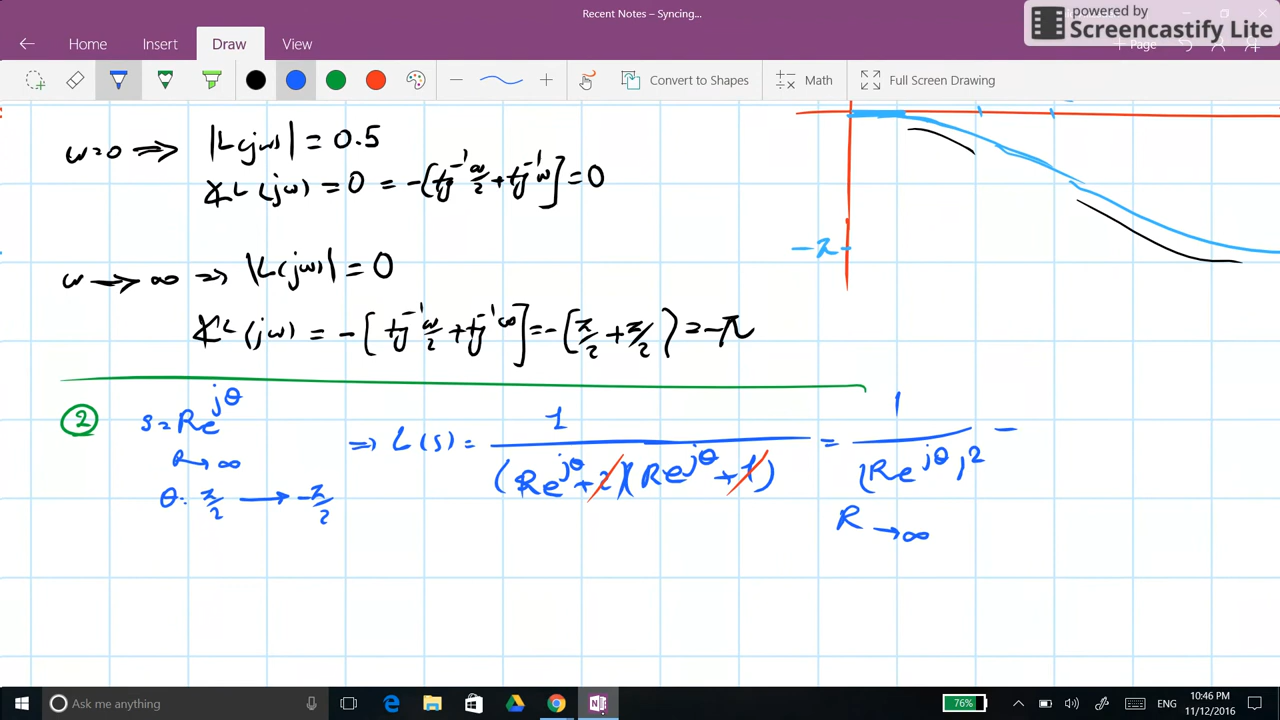 Recent Notes – Syncing...
powered by
Screencastify Lite
Home Insert Draw View
Page
Convert to Shapes Math Full Screen Drawing
ω=0 ⟹ |L(jω)| = 0.5
∡L(jω) = 0 = -[tg⁻¹ ω/2 + tg⁻¹ ω] = 0
-π
ω → ∞ ⟹ |L(jω)| = 0
∡L(jω) = -[tg⁻¹ ω/2 + tg⁻¹ ∞] = -(π/2 + π/2) = -π
② s = Re^jθ ⟹ L(s) = 1/((Re^jθ+2)(Re^jθ+1)) = 1/(Re^jθ)² =
R → ∞
θ: π/2 → -π/2
R → ∞
Ask me anything
76%
ENG
10:46 PM
11/12/2016